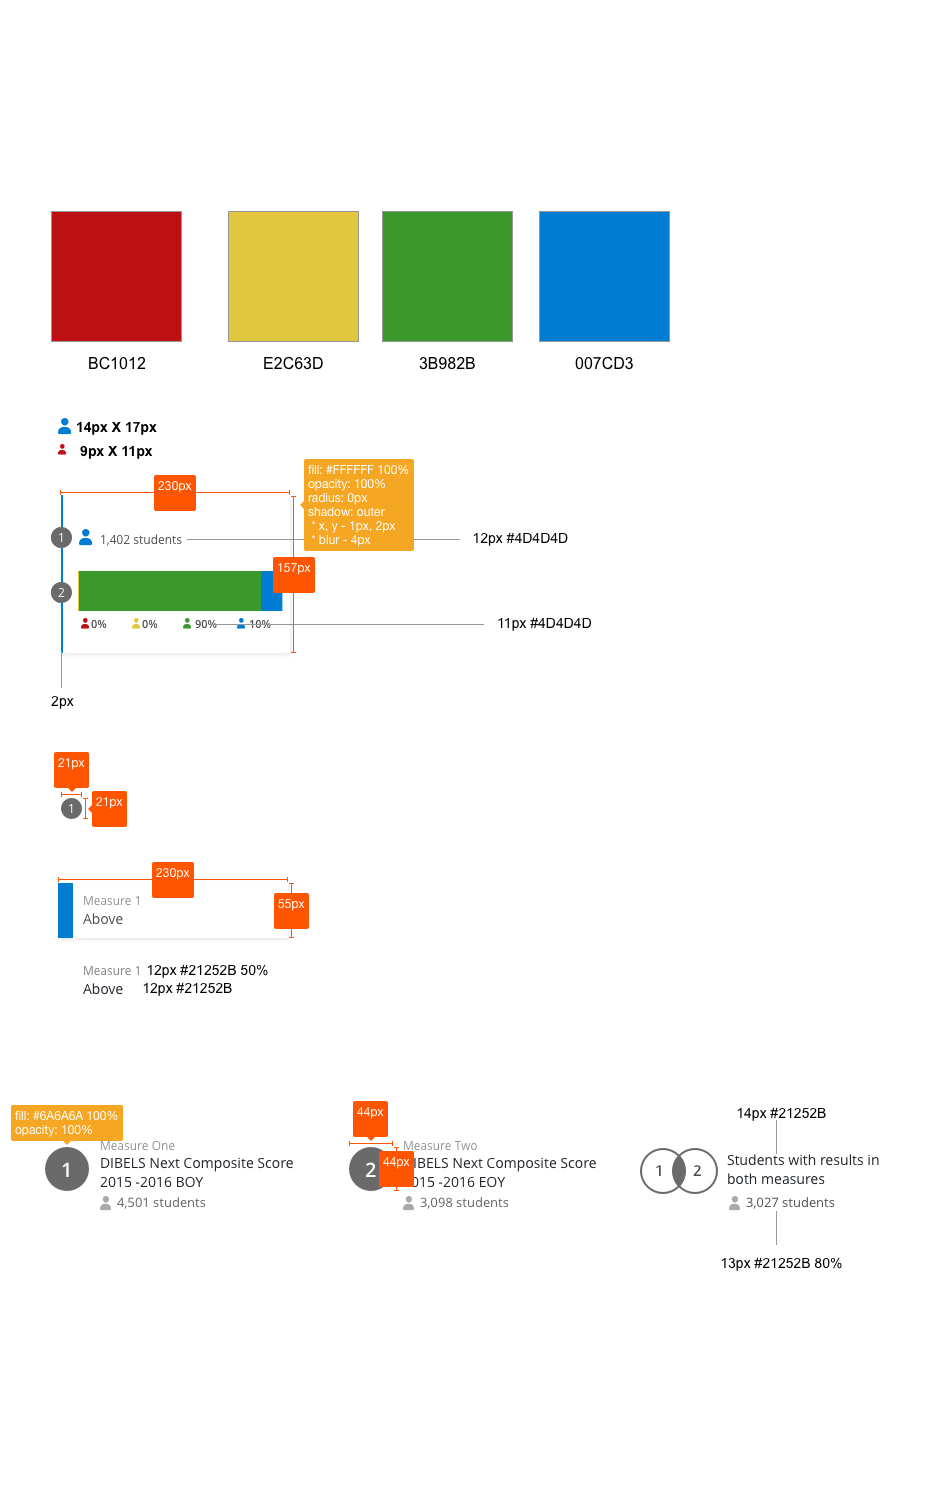 BC1012
E2C63D
3B982B
007CD3
14px X 17px
9px X 11px
230px
fill: #FFFFFF 100%
opacity: 100%
radius: 0px
shadow: outer
* x, y - 1px, 2px
* blur - 4px
1
1,402 students
12px #4D4D4D
157px
2
0%
0%
90%
10%
11px #4D4D4D
2px
21px
1
21px
230px
Measure 1
Above
55px
Measure 1 12px #21252B 50%
Above 12px #21252B
fill: #6A6A6A 100%
opacity: 100%
1
Measure One
DIBELS Next Composite Score
2015 -2016 BOY
4,501 students
44px
2
44px
Measure Two
IBELS Next Composite Score
015 -2016 EOY
3,098 students
14px #21252B
1
2
Students with results in
both measures
3,027 students
13px #21252B 80%